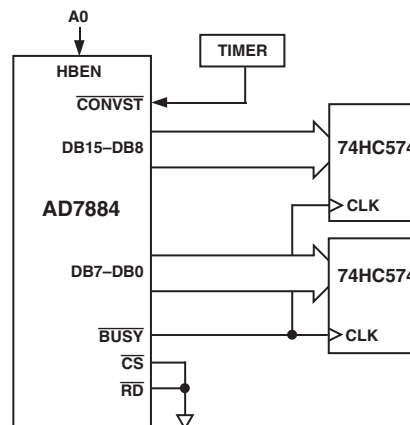 A0
TIMER
HBEN
CONVST
DB15–DB8
74HC574
CLK
AD7884
DB7–DB0
74HC574
BUSY
CLK
CS
RD